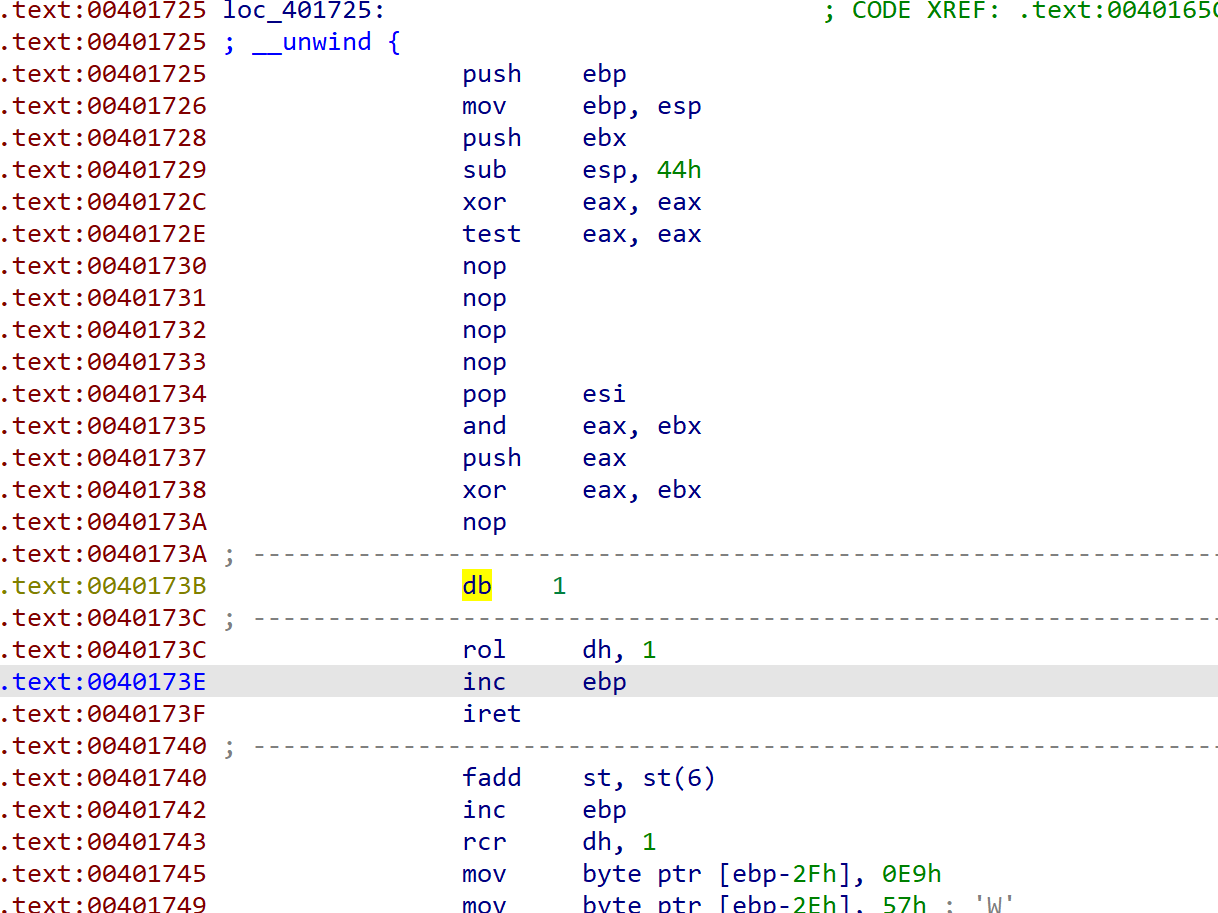 .text:00401725 loc_401725: ; CODE XREF: .text:0040165C
.text:00401725 ; __unwind {
.text:00401725 push ebp
.text:00401726 mov ebp, esp
.text:00401728 push ebx
.text:00401729 sub esp, 44h
.text:0040172C xor eax, eax
.text:0040172E test eax, eax
.text:00401730 nop
.text:00401731 nop
.text:00401732 nop
.text:00401733 nop
.text:00401734 pop esi
.text:00401735 and eax, ebx
.text:00401737 push eax
.text:00401738 xor eax, ebx
.text:0040173A nop
.text:0040173A ; ---------------------------------------------------------------
.text:0040173B db 1
.text:0040173C ; ---------------------------------------------------------------
.text:0040173C rol dh, 1
.text:0040173E inc ebp
.text:0040173F iret
.text:00401740 ; ---------------------------------------------------------------
.text:00401740 fadd st, st(6)
.text:00401742 inc ebp
.text:00401743 rcr dh, 1
.text:00401745 mov byte ptr [ebp-2Fh], 0E9h
.text:00401749 mov byte ptr [ebp-2Eh], 57h ; 'W'